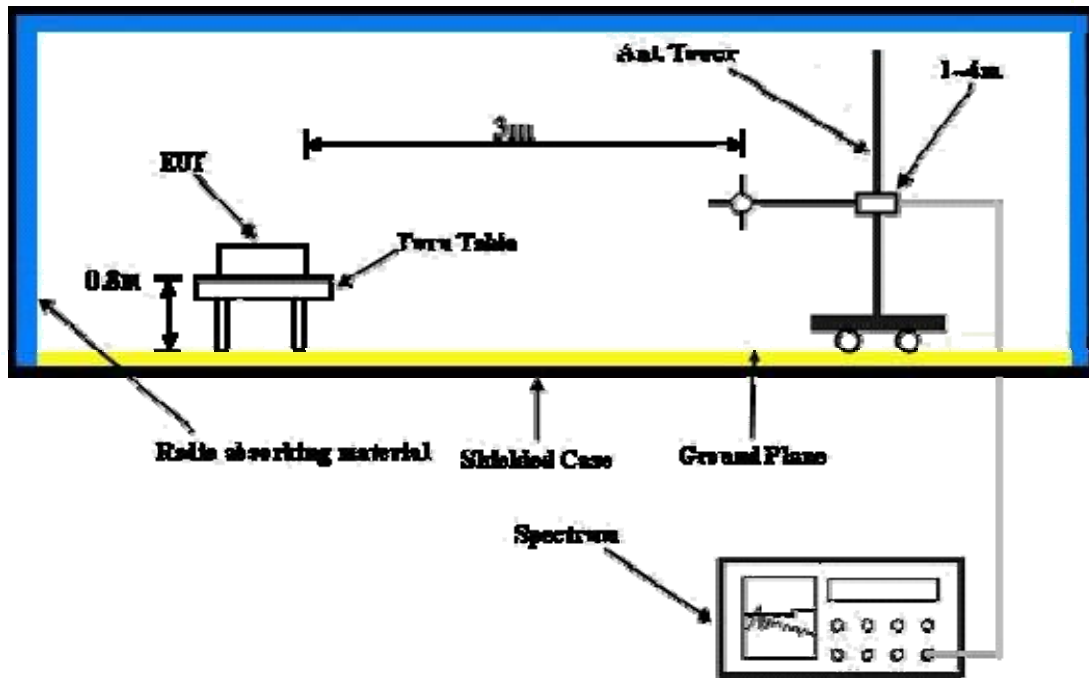 Ant. Tower
1-4m
3m
EUT
Turn Table
0.8m
Radio absorbing material
Shielded Case
Ground Plane
Spectrum